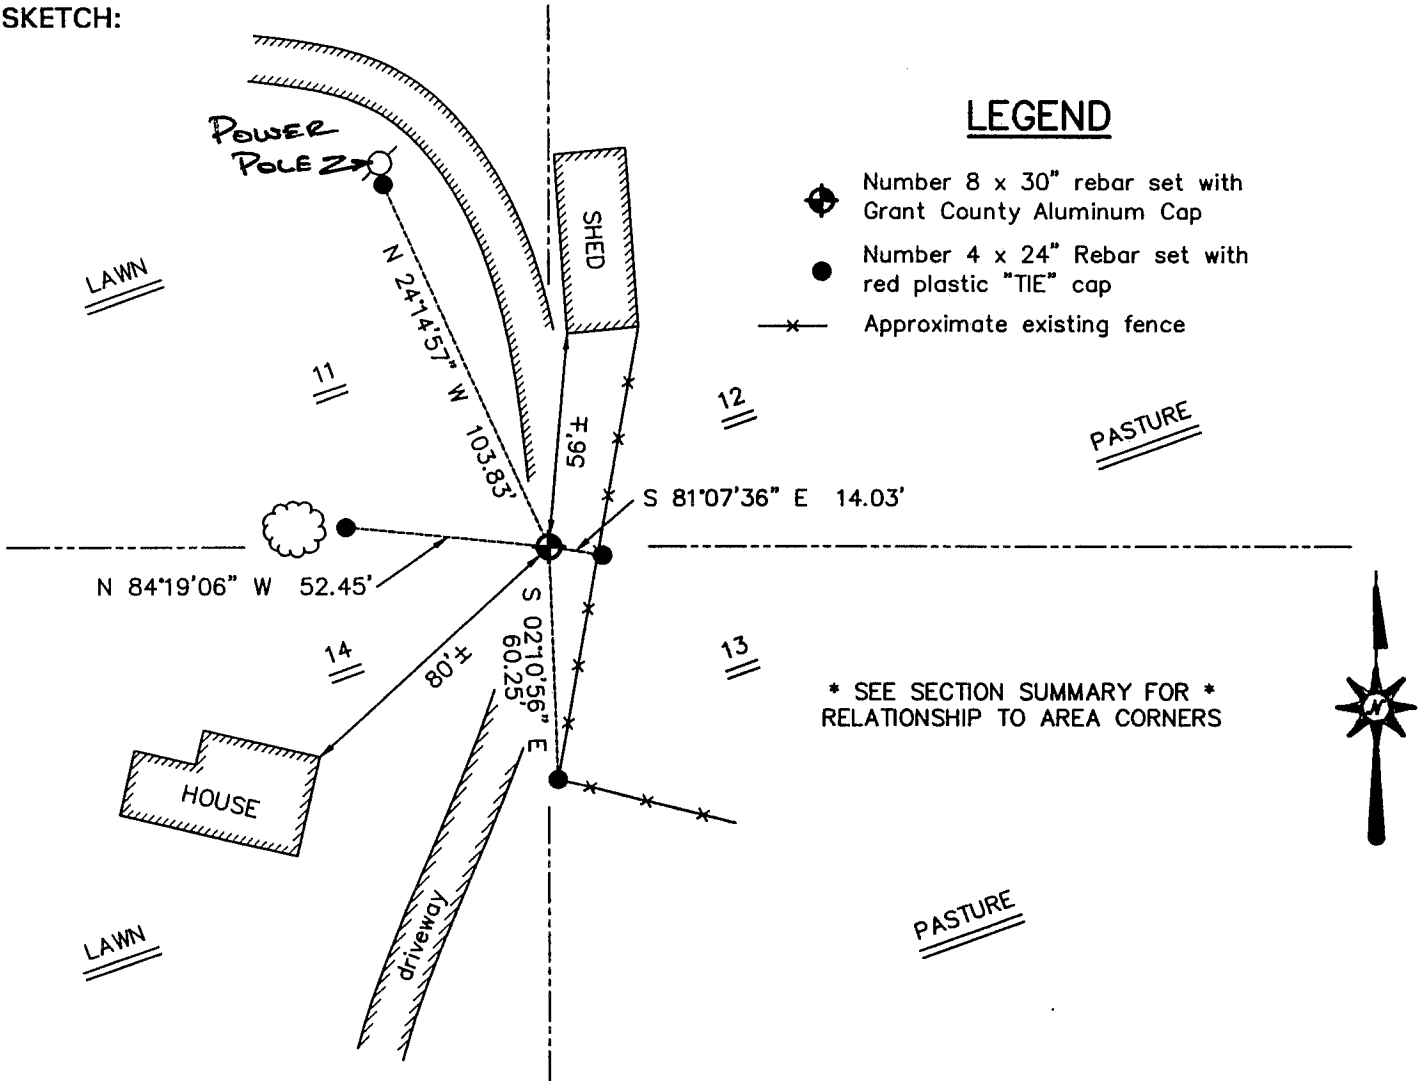 SKETCH:
POWER
POLE
LEGEND
Number 8 x 30" rebar set with
Grant County Aluminum Cap
Number 4 x 24" Rebar set with
red plastic "TIE" cap
Approximate existing fence
SHED
LAWN
N 24°14'57" W 103.83'
11
12
PASTURE
56'±
S 81°07'36" E 14.03'
N 84°19'06" W 52.45'
S 02°10'56" E
60.25'
14
80'±
13
* SEE SECTION SUMMARY FOR *
RELATIONSHIP TO AREA CORNERS
N
HOUSE
driveway
LAWN
PASTURE